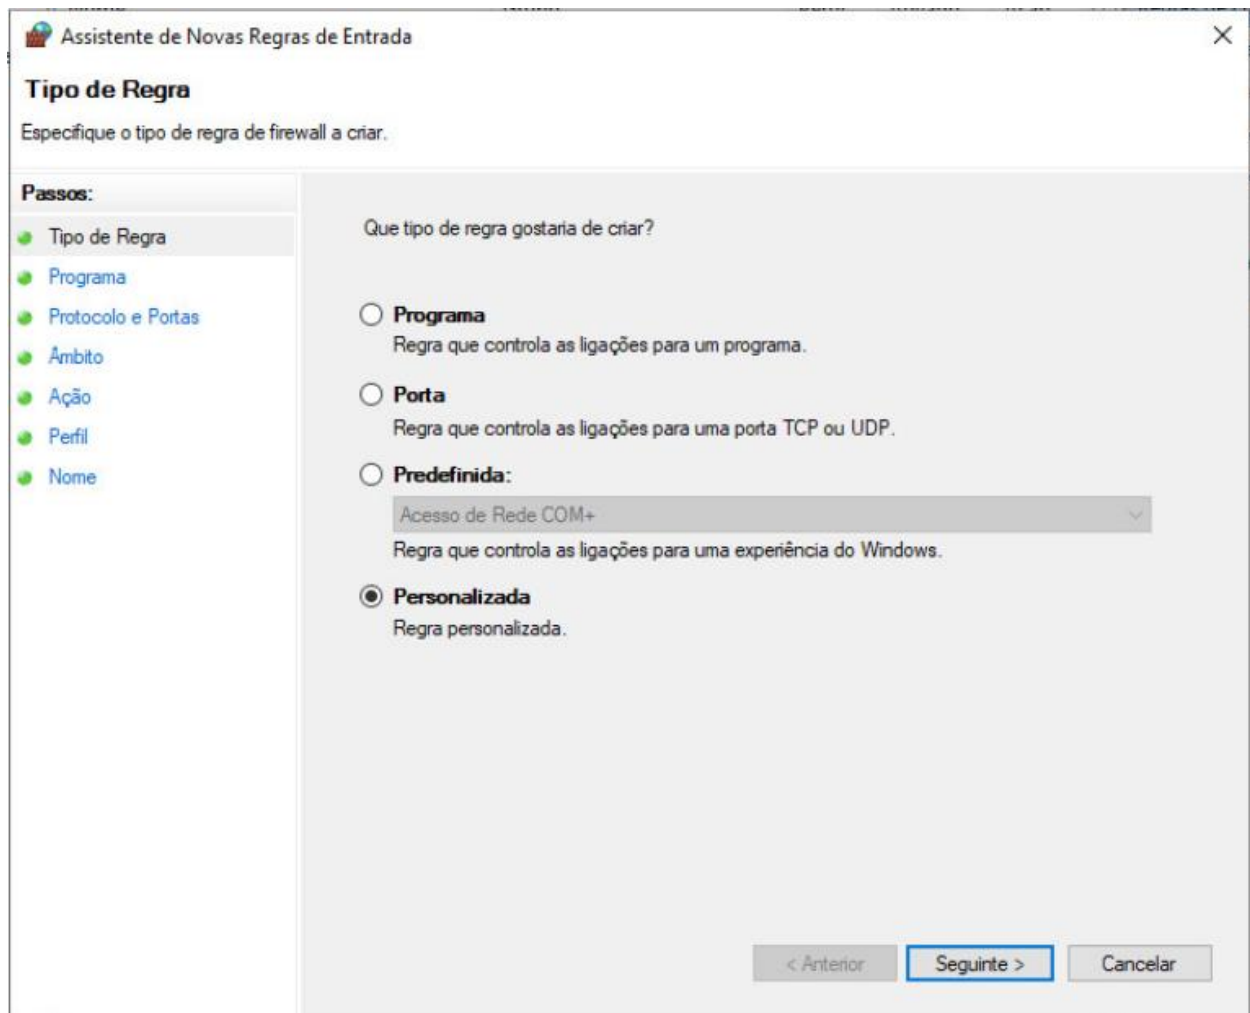 Assistente de Novas Regras de Entrada
Tipo de Regra
Especifique o tipo de regra de firewall a criar.
Passos:
Tipo de Regra
Programa
Protocolo e Portas
Âmbito
Ação
Perfil
Nome
Que tipo de regra gostaria de criar?
Programa
Regra que controla as ligações para um programa.
Porta
Regra que controla as ligações para uma porta TCP ou UDP.
Predefinida:
Acesso de Rede COM+
Regra que controla as ligações para uma experiência do Windows.
Personalizada
Regra personalizada.
< Anterior
Seguinte >
Cancelar